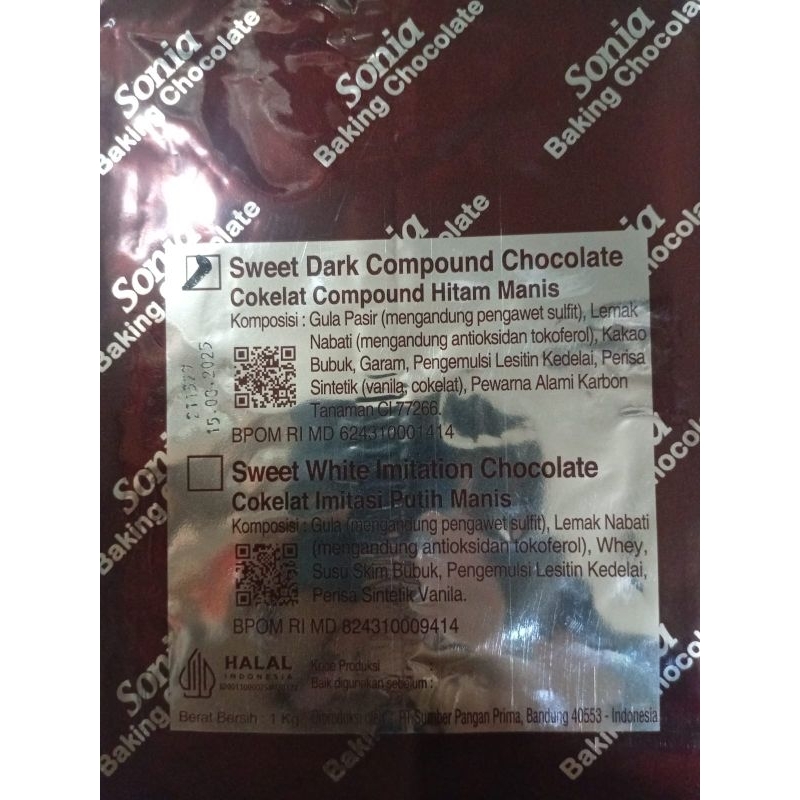 Sonia
Baking Chocolate
Sonia
Baking Chocolate
Sonia
Baking Chocolate
Sweet Dark Compound Chocolate
Cokelat Compound Hitam Manis
Komposisi : Gula Pasir (mengandung pengawet sulfit), Lemak
Nabati (mengandung antioksidan tokoferol), Kakao
Bubuk, Garam, Pengemulsi Lesitin Kedelai, Perisa
Sintetik (vanila, cokelat), Pewarna Alami Karbon
Tanaman CI 77266.
15.03.2025
BPOM RI MD 624310001414
Sweet White Imitation Chocolate
Cokelat Imitasi Putih Manis
Komposisi : Gula (mengandung pengawet sulfit), Lemak Nabati
(mengandung antioksidan tokoferol), Whey,
Susu Skim Bubuk, Pengemulsi Lesitin Kedelai,
Perisa Sintetik Vanila.
BPOM RI MD 824310009414
HALAL
INDONESIA
Kode Produksi
Baik digunakan sebelum :
Berat Bersih : 1 Kg Diproduksi oleh : PT Sumber Pangan Prima, Bandung 40553 - Indonesia